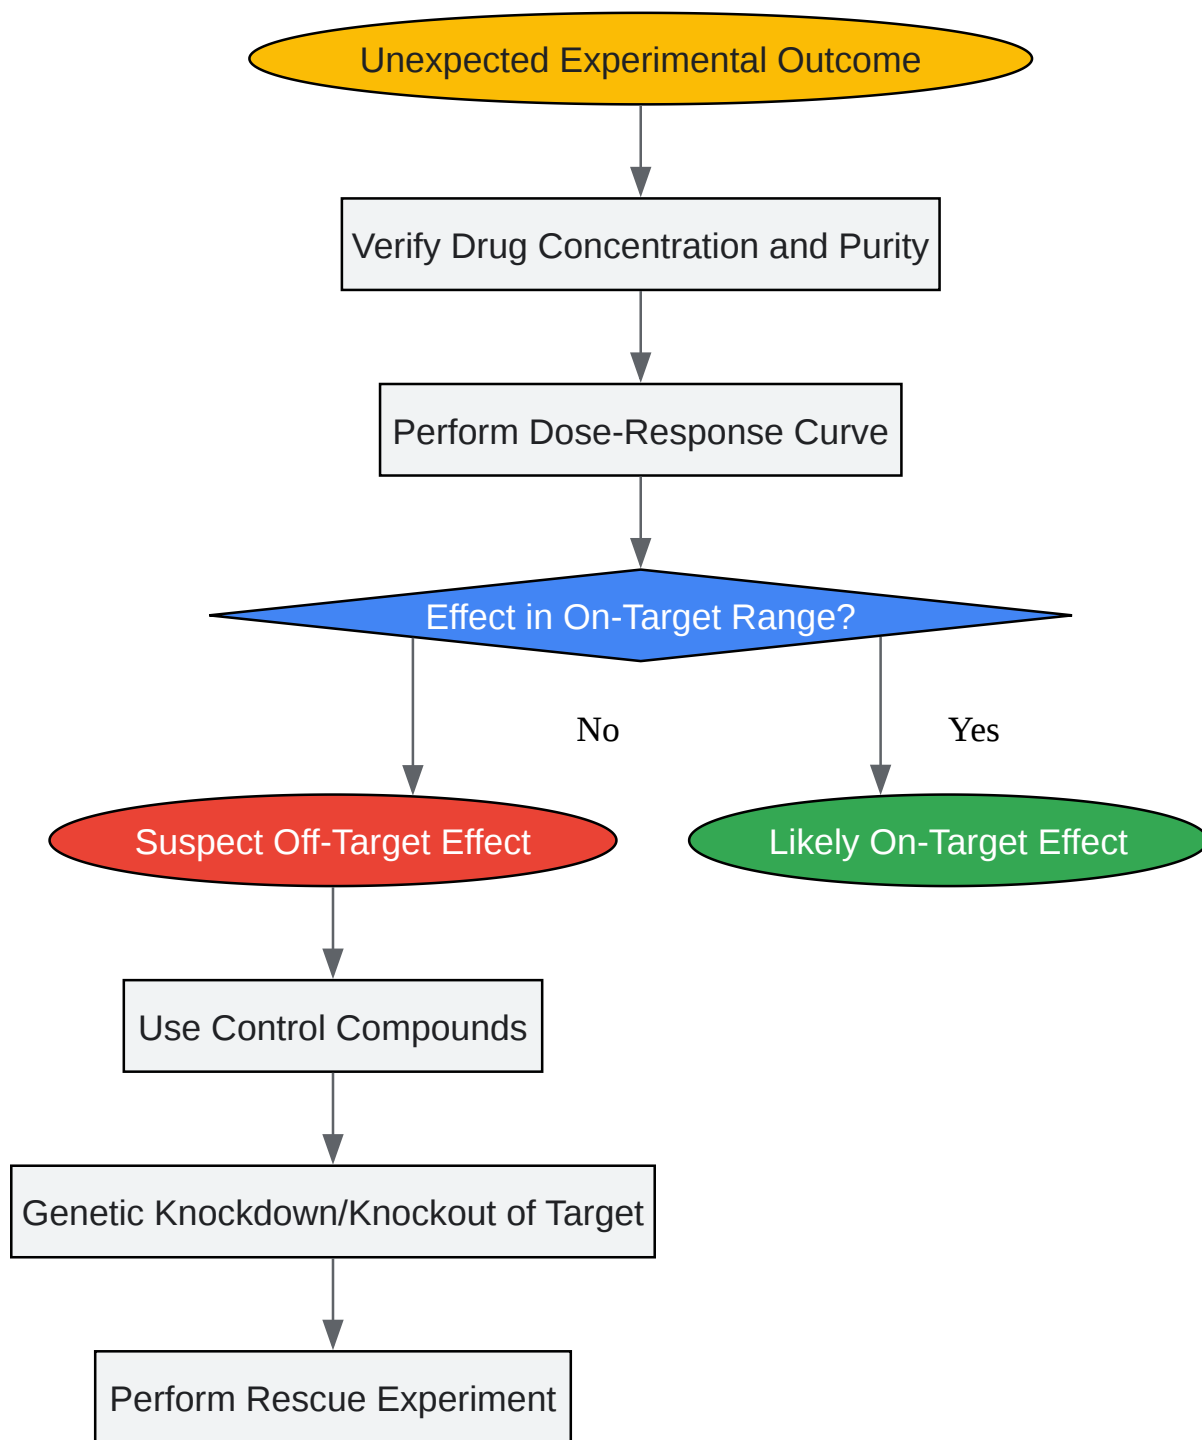 Unexpected Experimental Outcome
Verify Drug Concentration and Purity
Perform Dose-Response Curve
Effect in On-Target Range?
No
Yes
Suspect Off-Target Effect
Likely On-Target Effect
Use Control Compounds
Genetic Knockdown/Knockout of Target
Perform Rescue Experiment